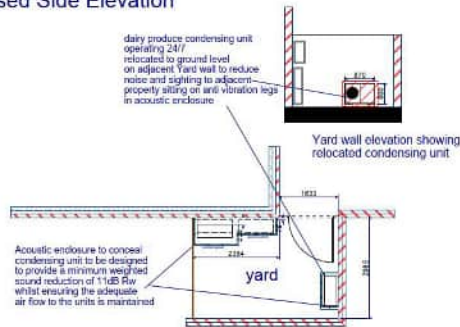 sed Side Elevation
dairy produce condensing unit
operating 24/7
relocated to ground level
on adjacent Yard wall to reduce
noise and sighting to adjacent
property sitting on anti vibration legs
in acoustic enclosure
870
Yard wall elevation showing
relocated condensing unit
1633
Acoustic enclosure to conceal
condensing unit to be designed
to provide a minimum weighted
sound reduction of 11dB Rw
whilst ensuring the adequate
air flow to the units is maintained
2384
yard